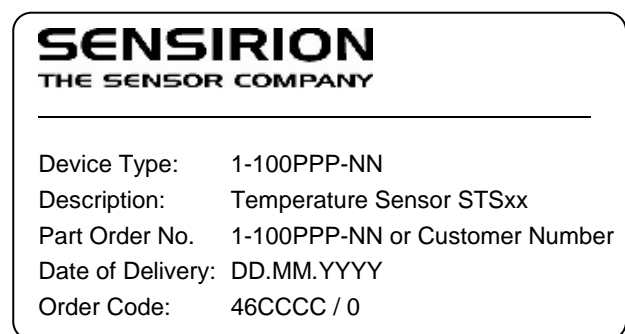 SENSIRION
THE SENSOR COMPANY
Device Type: 1-100PPP-NN
Description: Temperature Sensor STSxx
Part Order No. 1-100PPP-NN or Customer Number
Date of Delivery: DD.MM.YYYY
Order Code: 46CCCC / 0